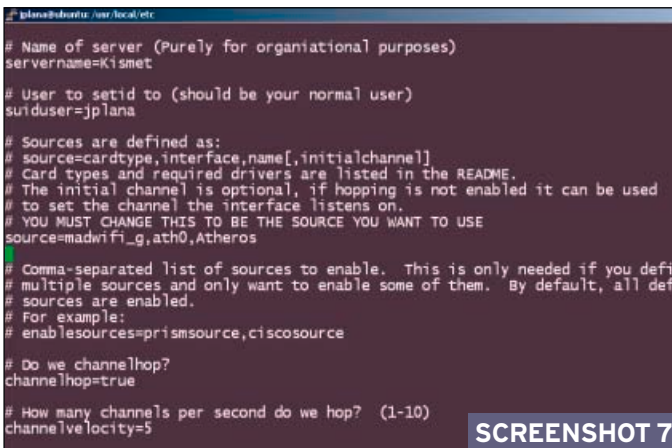 jplana@ubuntu: /usr/local/etc
# Name of server (Purely for organiational purposes)
servername=Kismet
# User to setid to (should be your normal user)
suiduser=jplana
# Sources are defined as:
# source=cardtype,interface,name[,initialchannel]
# Card types and required drivers are listed in the README.
# The initial channel is optional, if hopping is not enabled it can be used
# to set the channel the interface listens on.
# YOU MUST CHANGE THIS TO BE THE SOURCE YOU WANT TO USE
source=madwifi_g,ath0,Atheros
# Comma-separated list of sources to enable.  This is only needed if you defi
# multiple sources and only want to enable some of them.  By default, all def
# sources are enabled.
# For example:
# enablesources=prismsource,ciscosource
# Do we channelhop?
channelhop=true
# How many channels per second do we hop?  (1-10)
channelvelocity=5
SCREENSHOT 7